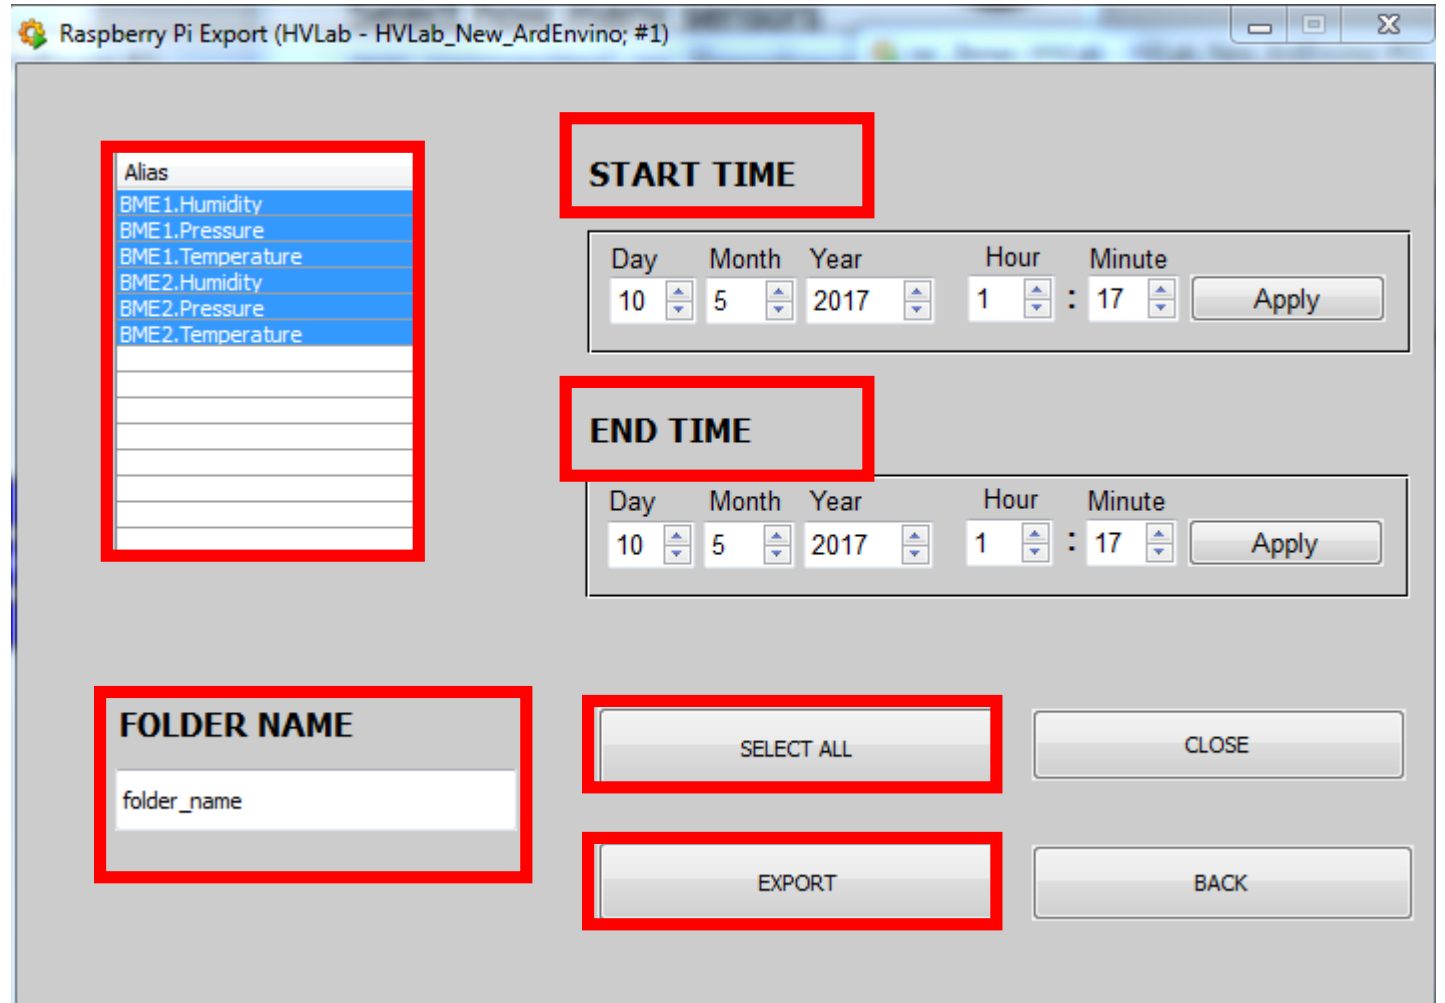 Raspberry Pi Export (HVLab - HVLab_New_ArdEnvino; #1)
Alias
BME1.Humidity
BME1.Pressure
BME1.Temperature
BME2.Humidity
BME2.Pressure
BME2.Temperature
START TIME
Day Month Year Hour Minute
10 5 2017 1 : 17 Apply
END TIME
Day Month Year Hour Minute
10 5 2017 1 : 17 Apply
FOLDER NAME
folder_name
SELECT ALL
CLOSE
EXPORT
BACK